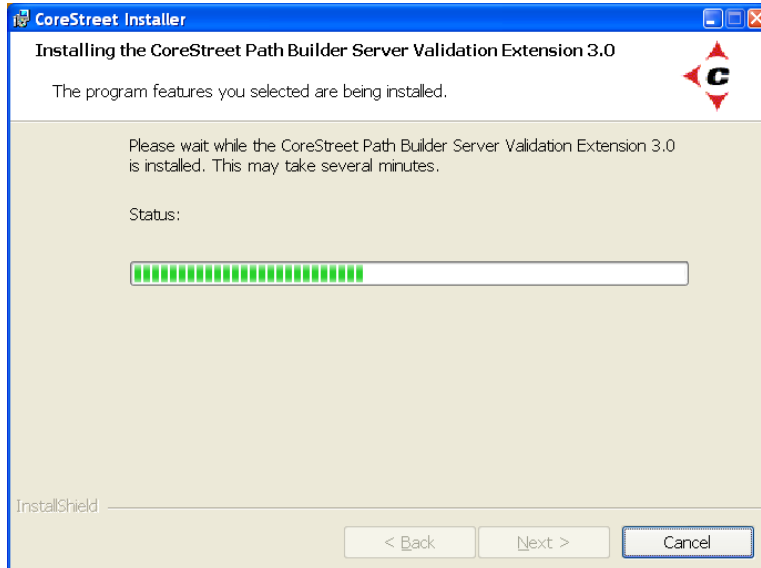 CoreStreet Installer
Installing the CoreStreet Path Builder Server Validation Extension 3.0
The program features you selected are being installed.
C
Please wait while the CoreStreet Path Builder Server Validation Extension 3.0
is installed. This may take several minutes.
Status:
InstallShield
< Back
Next >
Cancel